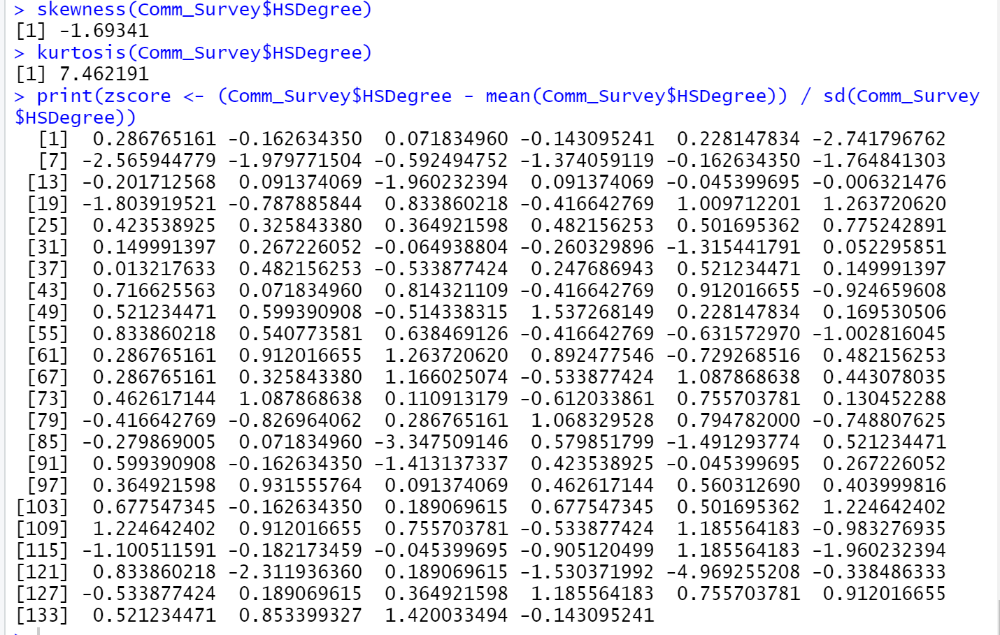 > skewness(Comm_Survey$HSDegree)
[1] -1.69341
> kurtosis(Comm_Survey$HSDegree)
[1] 7.462191
> print(zscore <- (Comm_Survey$HSDegree - mean(Comm_Survey$HSDegree)) / sd(Comm_Survey
$HSDegree))
[1] 0.286765161 -0.162634350 0.071834960 -0.143095241 0.228147834 -2.741796762
[7] -2.565944779 -1.979771504 -0.592494752 -1.374059119 -0.162634350 -1.764841303
[13] -0.201712568 0.091374069 -1.960232394 0.091374069 -0.045399695 -0.006321476
[19] -1.803919521 -0.787885844 0.833860218 -0.416642769 1.009712201 1.263720620
[25] 0.423538925 0.325843380 0.364921598 0.482156253 0.501695362 0.775242891
[31] 0.149991397 0.267226052 -0.064938804 -0.260329896 -1.315441791 0.052295851
[37] 0.013217633 0.482156253 -0.533877424 0.247686943 0.521234471 0.149991397
[43] 0.716625563 0.071834960 0.814321109 -0.416642769 0.912016655 -0.924659608
[49] 0.521234471 0.599390908 -0.514338315 1.537268149 0.228147834 0.169530506
[55] 0.833860218 0.540773581 0.638469126 -0.416642769 -0.631572970 -1.002816045
[61] 0.286765161 0.912016655 1.263720620 0.892477546 -0.729268516 0.482156253
[67] 0.286765161 0.325843380 1.166025074 -0.533877424 1.087868638 0.443078035
[73] 0.462617144 1.087868638 0.110913179 -0.612033861 0.755703781 0.130452288
[79] -0.416642769 -0.826964062 0.286765161 1.068329528 0.794782000 -0.748807625
[85] -0.279869005 0.071834960 -3.347509146 0.579851799 -1.491293774 0.521234471
[91] 0.599390908 -0.162634350 -1.413137337 0.423538925 -0.045399695 0.267226052
[97] 0.364921598 0.931555764 0.091374069 0.462617144 0.560312690 0.403999816
[103] 0.677547345 -0.162634350 0.189069615 0.677547345 0.501695362 1.224642402
[109] 1.224642402 0.912016655 0.755703781 -0.533877424 1.185564183 -0.983276935
[115] -1.100511591 -0.182173459 -0.045399695 -0.905120499 1.185564183 -1.960232394
[121] 0.833860218 -2.311936360 0.189069615 -1.530371992 -4.969255208 -0.338486333
[127] -0.533877424 0.189069615 0.364921598 1.185564183 0.755703781 0.912016655
[133] 0.521234471 0.853399327 1.420033494 -0.143095241